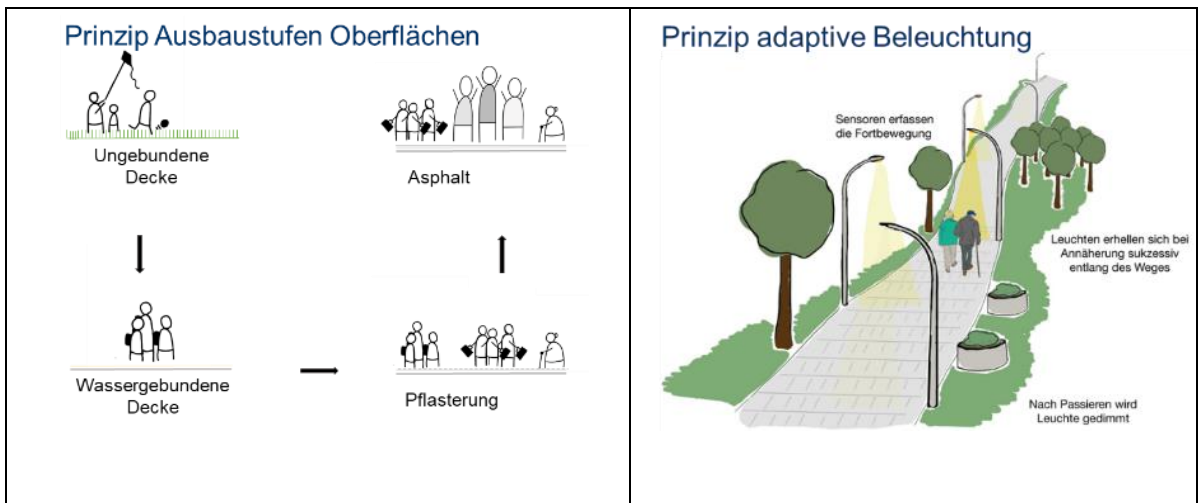 Prinzip Ausbaustufen Oberflächen
Ungebundene
Decke
Asphalt
Wassergebundene
Decke
Pflasterung
Prinzip adaptive Beleuchtung
Sensoren erfassen
die Fortbewegung
Leuchten erhellen sich bei
Annäherung sukzessiv
entlang des Weges
Nach Passieren wird
Leuchte gedimmt